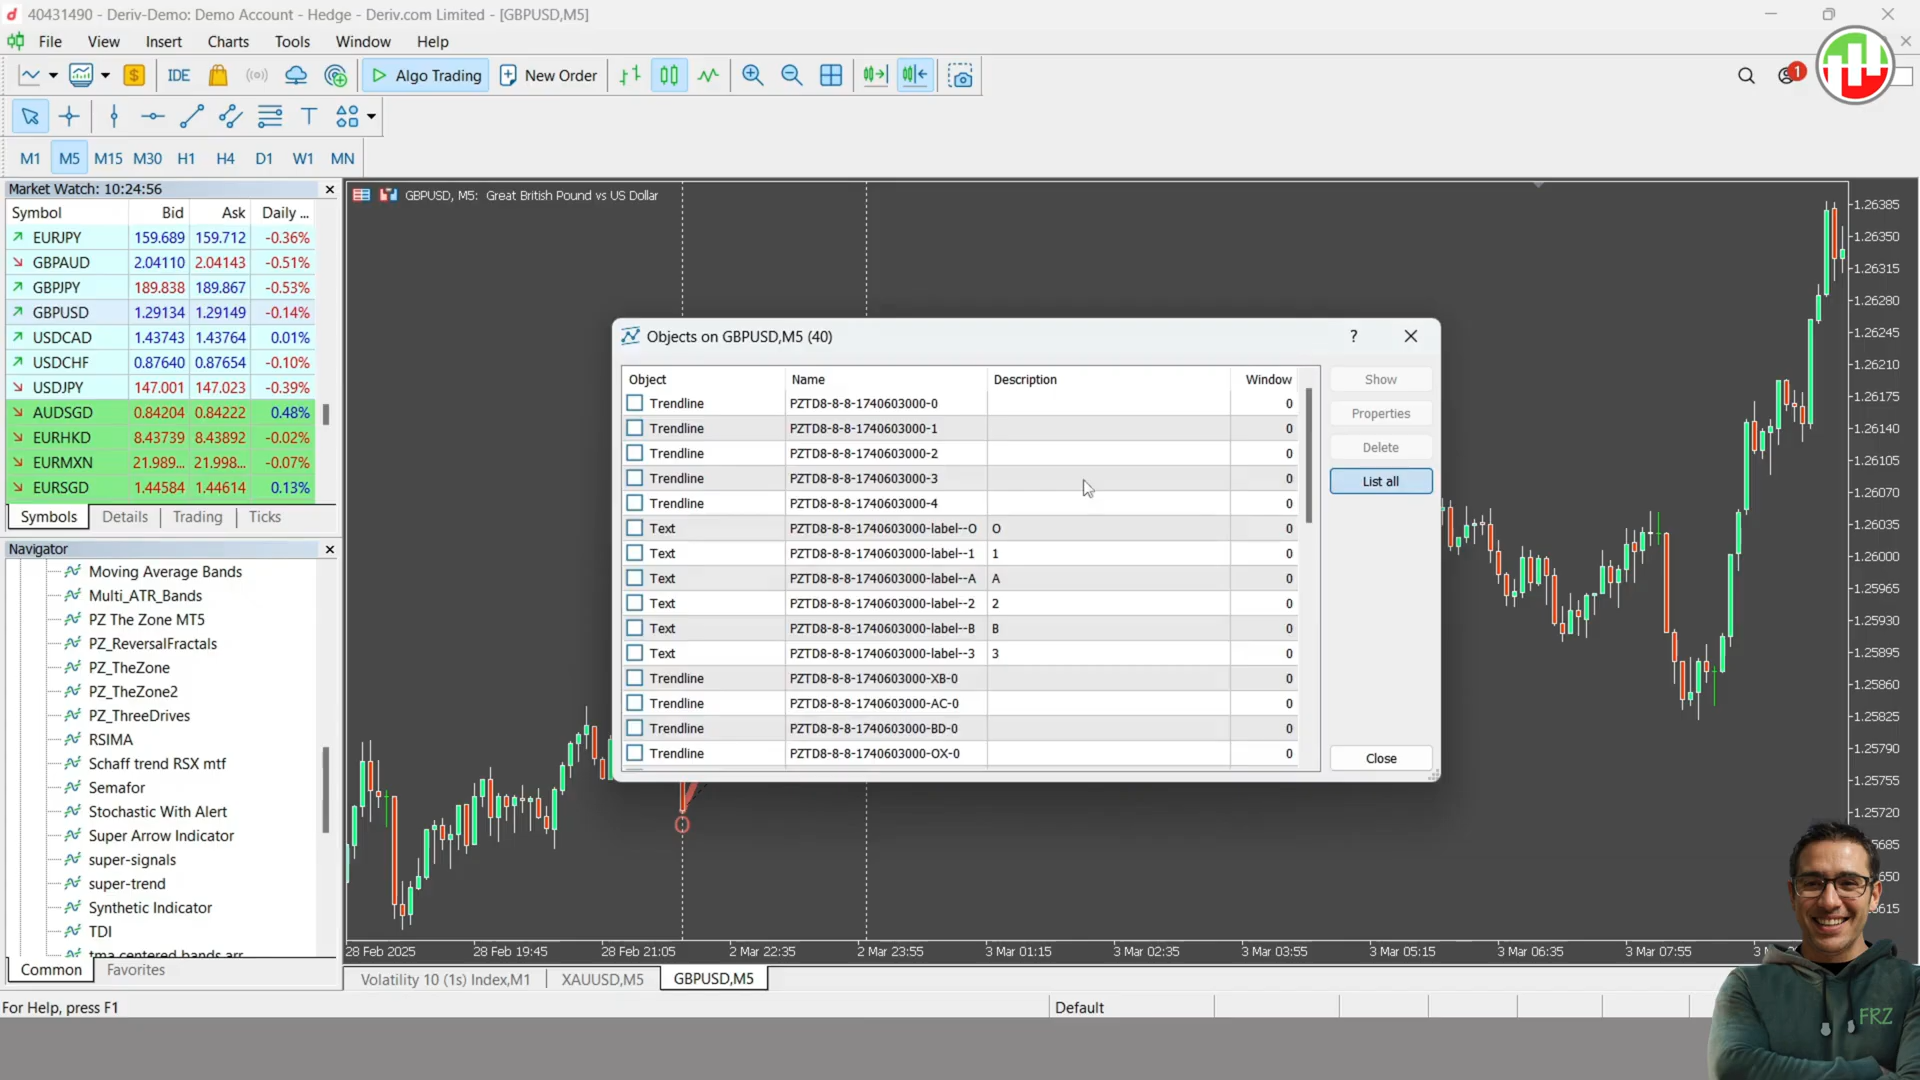 40431490 - Deriv-Demo: Demo Account - Hedge - Deriv.com Limited - [GBPUSD,M5]
File View Insert Charts Tools Window Help
IDE Algo Trading New Order 1
M1 M5 M15 M30 H1 H4 D1 W1 MN
Market Watch: 10:24:56
Symbol Bid Ask Daily ...
EURJPY 159.689 159.712 -0.36%
GBPAUD 2.04110 2.04143 -0.51%
GBPJPY 189.838 189.867 -0.53%
GBPUSD 1.29134 1.29149 -0.14%
USDCAD 1.43743 1.43764 0.01%
USDCHF 0.87640 0.87654 -0.10%
USDJPY 147.001 147.023 -0.39%
AUDSGD 0.84204 0.84222 0.48%
EURHKD 8.43739 8.43892 -0.02%
EURMXN 21.989... 21.998... -0.07%
EURSGD 1.44584 1.44614 0.13%
Symbols Details Trading Ticks
Navigator
Moving Average Bands
Multi_ATR_Bands
PZ The Zone MT5
PZ_ReversalFractals
PZ_TheZone
PZ_TheZone2
PZ_ThreeDrives
RSIMA
Schaff trend RSX mtf
Semafor
Stochastic With Alert
Super Arrow Indicator
super-signals
super-trend
Synthetic Indicator
TDI
tma centered bands arr
Common Favorites
For Help, press F1
GBPUSD, M5: Great British Pound vs US Dollar
Objects on GBPUSD,M5 (40) ?
Object Name Description Window
Trendline PZTD8-8-8-1740603000-0 0
Trendline PZTD8-8-8-1740603000-1 0
Trendline PZTD8-8-8-1740603000-2 0
Trendline PZTD8-8-8-1740603000-3 0
Trendline PZTD8-8-8-1740603000-4 0
Text PZTD8-8-8-1740603000-label--O O 0
Text PZTD8-8-8-1740603000-label--1 1 0
Text PZTD8-8-8-1740603000-label--A A 0
Text PZTD8-8-8-1740603000-label--2 2 0
Text PZTD8-8-8-1740603000-label--B B 0
Text PZTD8-8-8-1740603000-label--3 3 0
Trendline PZTD8-8-8-1740603000-XB-0 0
Trendline PZTD8-8-8-1740603000-AC-0 0
Trendline PZTD8-8-8-1740603000-BD-0 0
Trendline PZTD8-8-8-1740603000-OX-0 0
Show
Properties
Delete
List all
Close
O
1.26385
1.26350
1.26315
1.26280
1.26245
1.26210
1.26175
1.26140
1.26105
1.26070
1.26035
1.26000
1.25965
1.25930
1.25895
1.25860
1.25825
1.25790
1.25755
1.25720
28 Feb 2025 28 Feb 19:45 28 Feb 21:05 2 Mar 22:35 2 Mar 23:55 3 Mar 01:15 3 Mar 02:35 3 Mar 03:55 3 Mar 05:15 3 Mar 06:35 3 Mar 07:55
Volatility 10 (1s) Index,M1 XAUUSD,M5 GBPUSD,M5
Default
FRZ